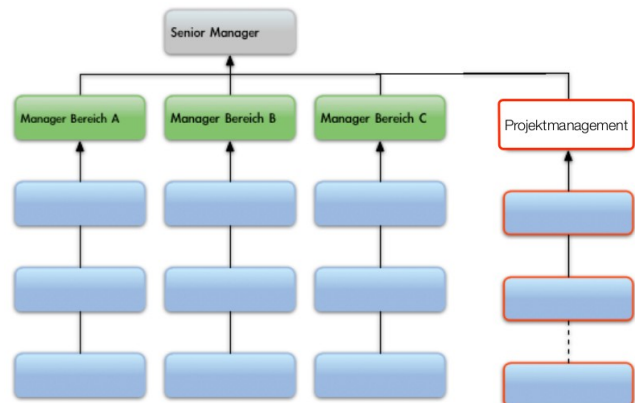 Senior Manager
Manager Bereich A
Manager Bereich B
Manager Bereich C
Projektmanagement